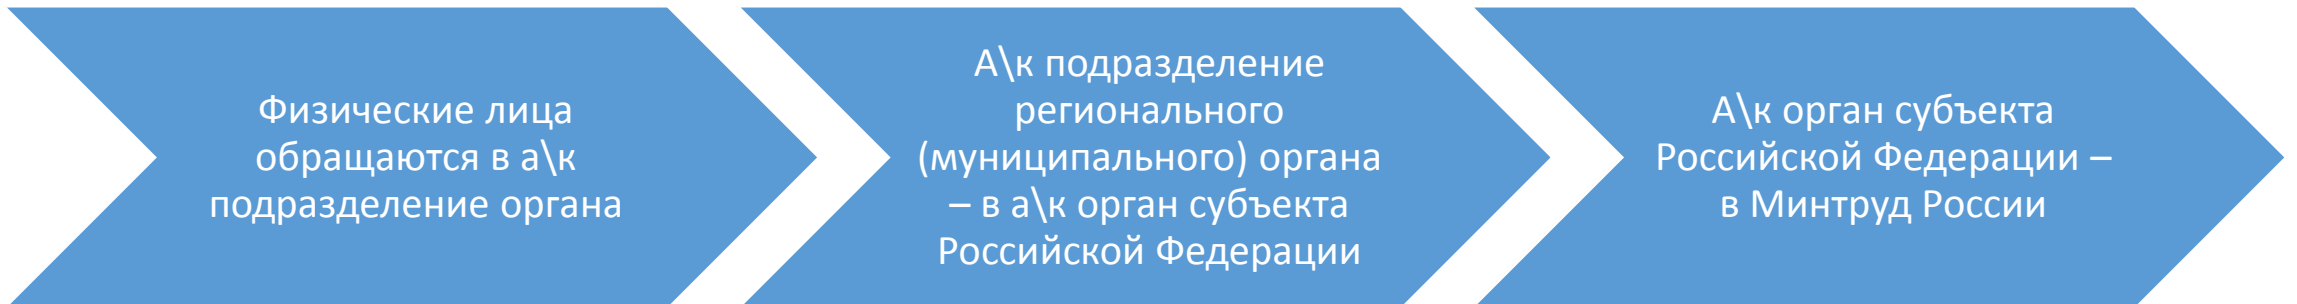 Физические лица
обращаются в а\к
подразделение органа
А\к подразделение
регионального
(муниципального) органа
– в а\к орган субъекта
Российской Федерации
А\к орган субъекта
Российской Федерации –
в Минтруд России